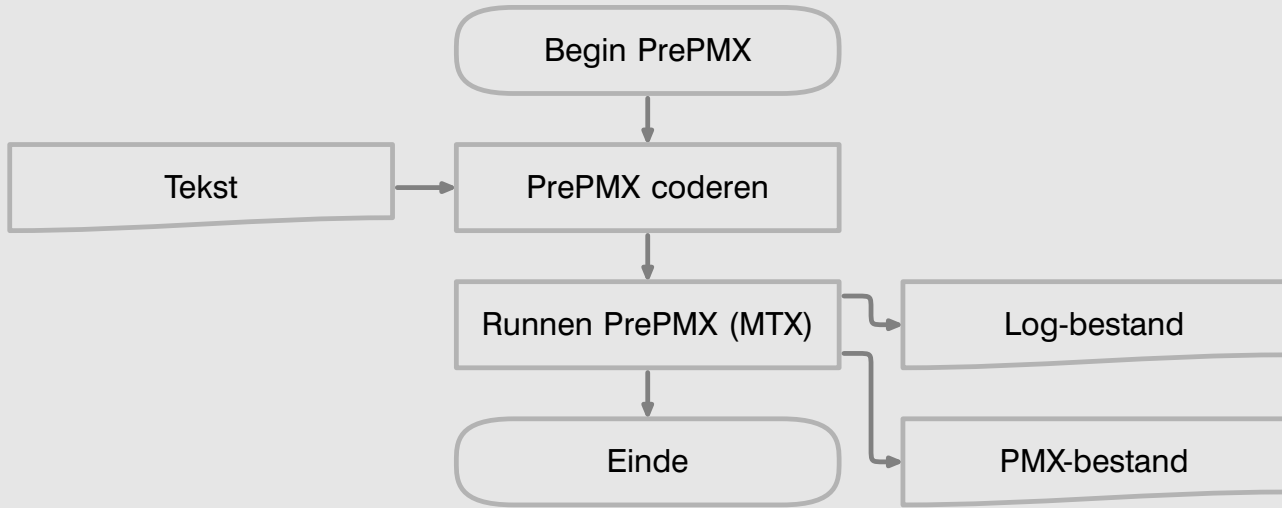 Begin PrePMX
Tekst
PrePMX coderen
Runnen PrePMX (MTX)
Log-bestand
Einde
PMX-bestand